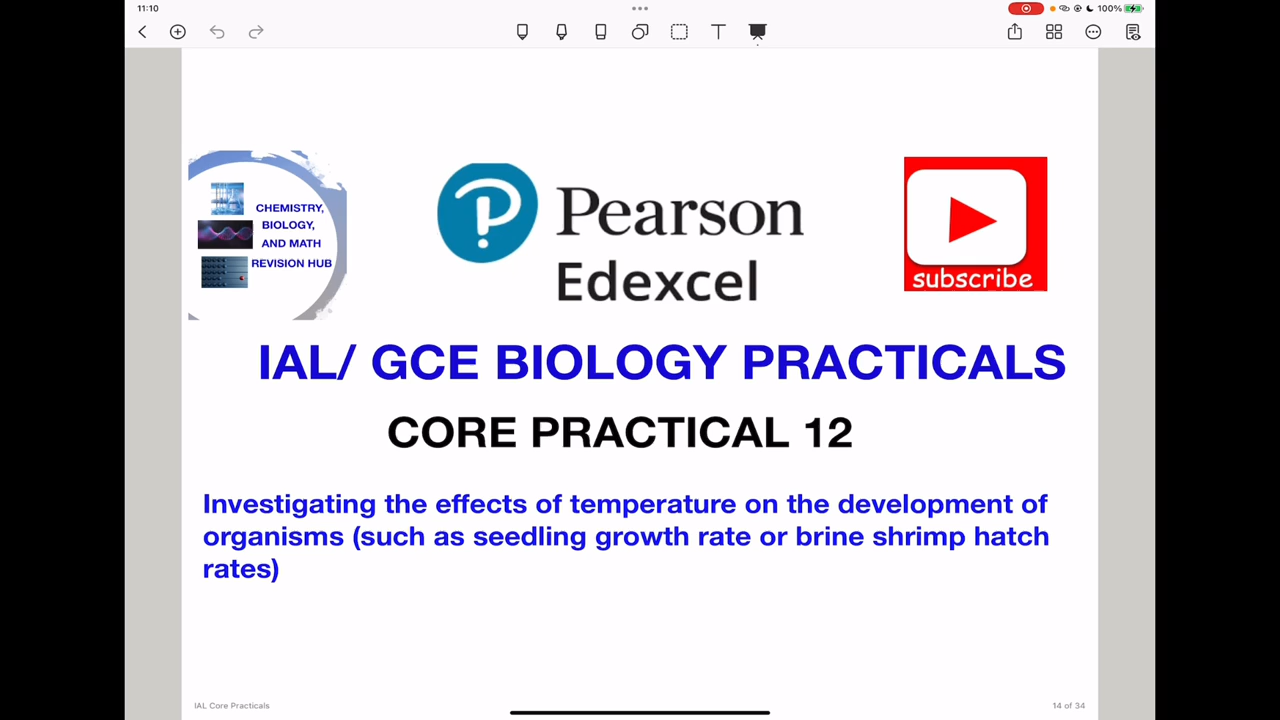 11:10
100%
CHEMISTRY,
BIOLOGY,
AND MATH
REVISION HUB
Pearson
Edexcel
subscribe
IAL/ GCE BIOLOGY PRACTICALS
CORE PRACTICAL 12
Investigating the effects of temperature on the development of
organisms (such as seedling growth rate or brine shrimp hatch
rates)
IAL Core Practicals
14 of 34